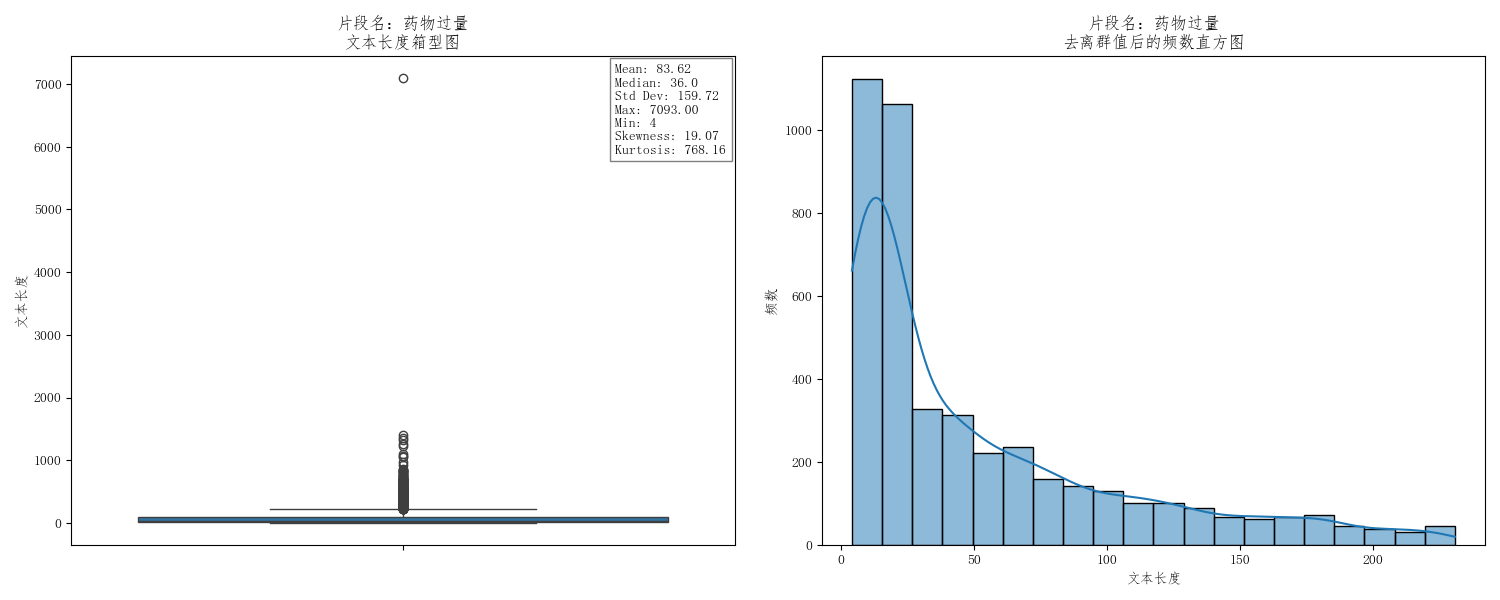 片段名：药物过量
文本长度箱型图
Mean: 83.62
Median: 36.0
Std Dev: 159.72
Max: 7093.00
Min: 4
Skewness: 19.07
Kurtosis: 768.16
7000
6000
5000
4000
3000
2000
1000
0
文本长度
片段名：药物过量
去离群值后的频数直方图
1000
800
600
400
200
0
频数
0
50
100
150
200
文本长度